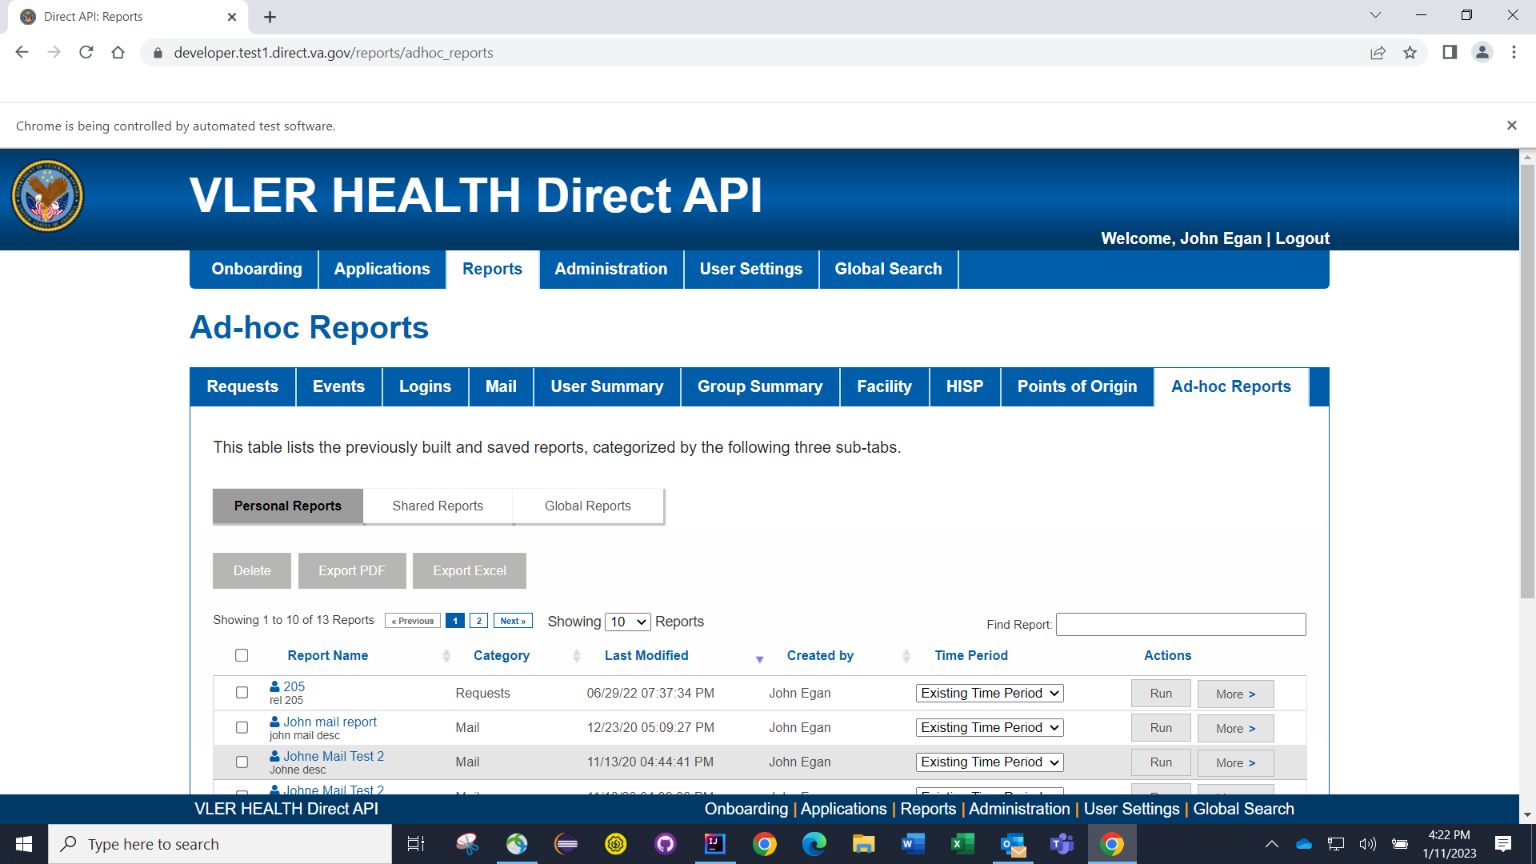 Direct API: Reports
developer.test1.direct.va.gov/reports/adhoc_reports
Chrome is being controlled by automated test software.
VLER HEALTH Direct API
Welcome, John Egan | Logout
Onboarding Applications Reports Administration User Settings Global Search
Ad-hoc Reports
Requests Events Logins Mail User Summary Group Summary Facility HISP Points of Origin Ad-hoc Reports
This table lists the previously built and saved reports, categorized by the following three sub-tabs.
Personal Reports Shared Reports Global Reports
Delete Export PDF Export Excel
Showing 1 to 10 of 13 Reports « Previous 1 2 Next » Showing 10 Reports Find Report:
Report Name Category Last Modified Created by Time Period Actions
205 Requests 06/29/22 07:37:34 PM John Egan Existing Time Period Run More >
rel 205
John mail report Mail 12/23/20 05:09:27 PM John Egan Existing Time Period Run More >
john mail desc
Johne Mail Test 2 Mail 11/13/20 04:44:41 PM John Egan Existing Time Period Run More >
Johne desc
Johne Mail Test 2
VLER HEALTH Direct API Onboarding | Applications | Reports | Administration | User Settings | Global Search
Type here to search
4:22 PM
1/11/2023